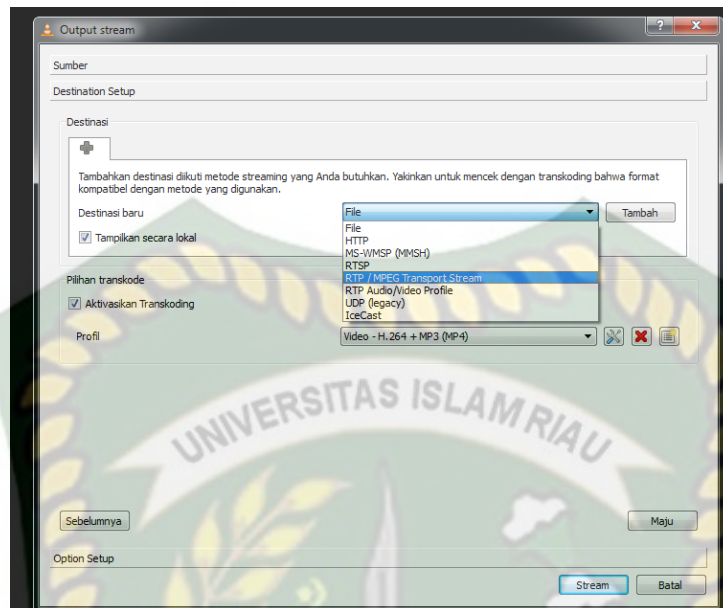 Output stream
Sumber
Destination Setup
Destinasi
Tambahkan destinasi diikuti metode streaming yang Anda butuhkan. Yakinkan untuk mencek dengan transkoding bahwa format
kompatibel dengan metode yang digunakan.
Destinasi baru
File
Tambah
Tampilkan secara lokal
File
HTTP
MS-WMSP (MMSH)
RTSP
RTP / MPEG Transport Stream
RTP Audio/Video Profile
UDP (legacy)
IceCast
Pilihan transkode
Aktivasikan Transkoding
Profil
Video - H.264 + MP3 (MP4)
UNIVERSITAS ISLAM RIAU
Sebelumnya
Maju
Option Setup
Stream
Batal